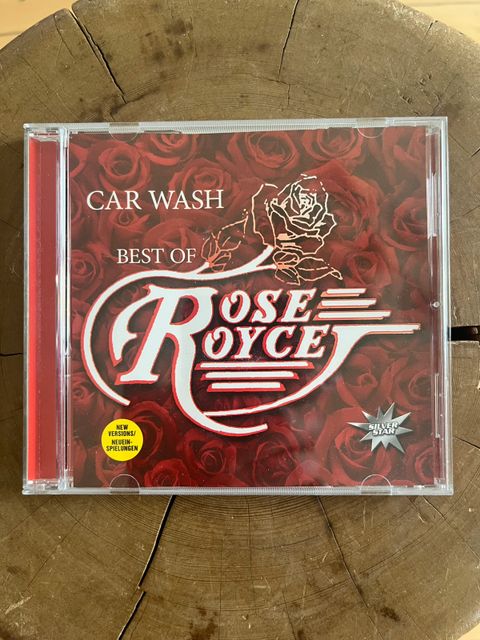 CAR WASH
BEST OF
ROSE
ROYCE
NEW
VERSIONS/
NEUEIN-
SPIELUNGEN
SILVER
STAR